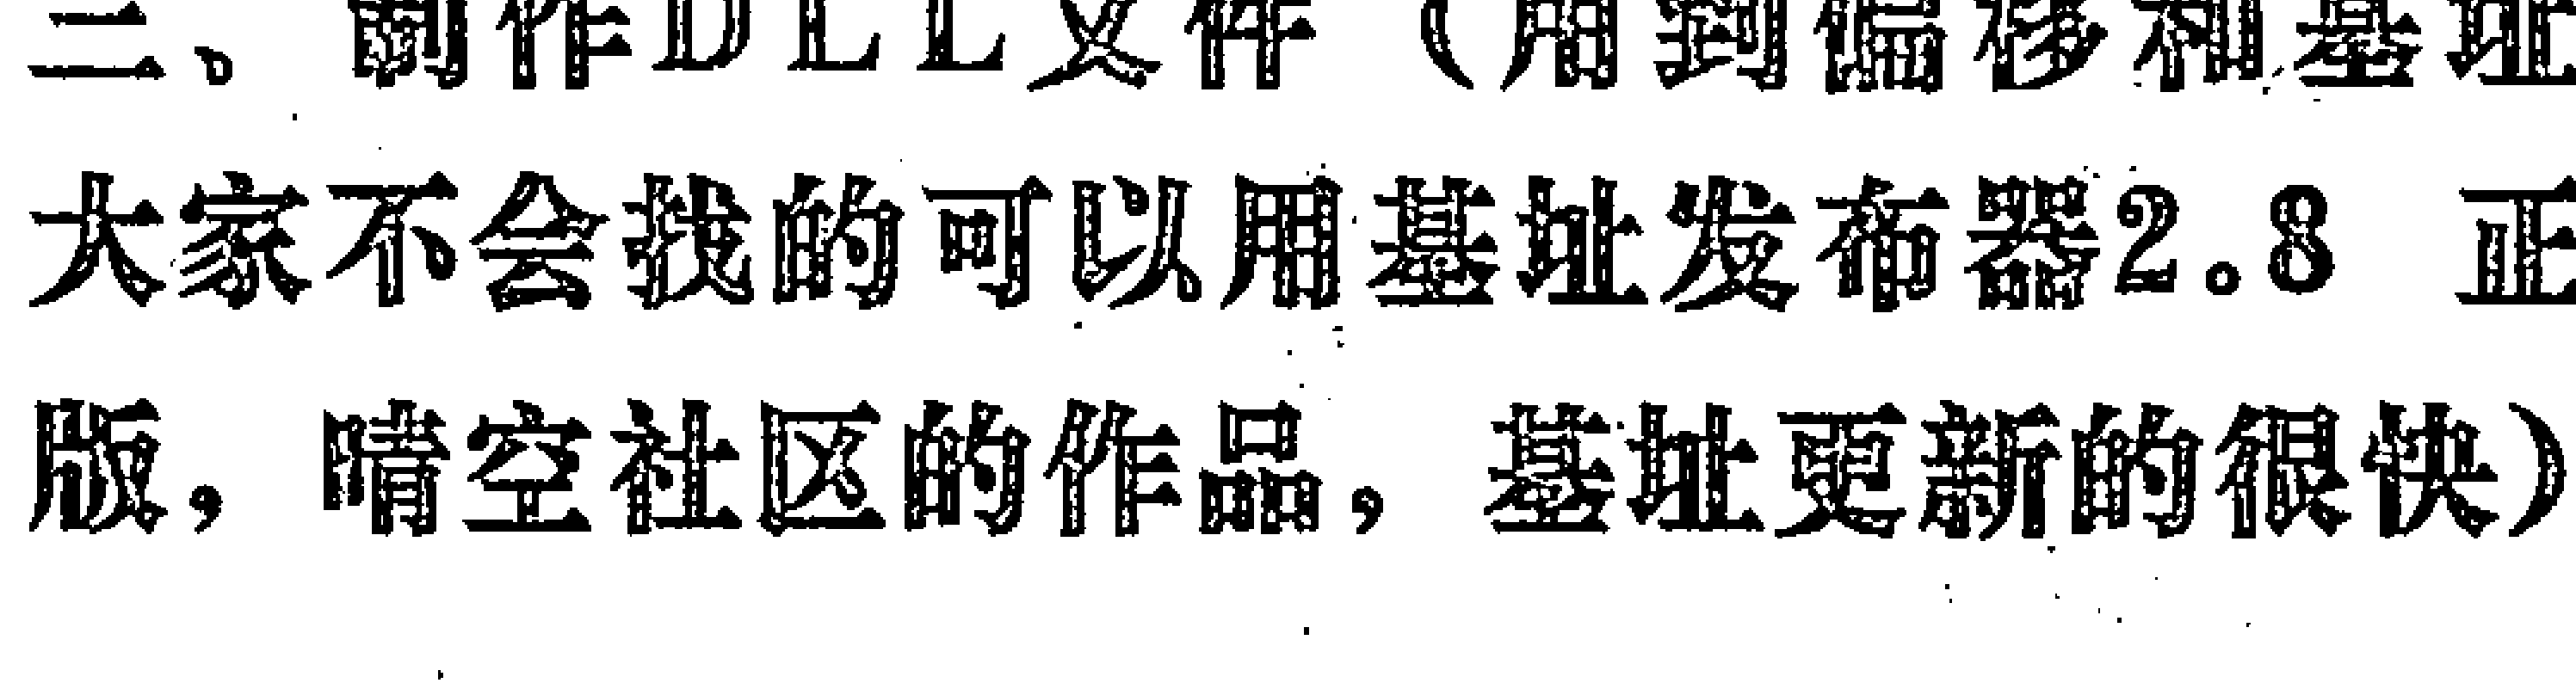 二、制作DLL文件（用到偏移和基址
大家不会找的可以用基址发布器2.8 正
版，晴空社区的作品，基址更新的很快）